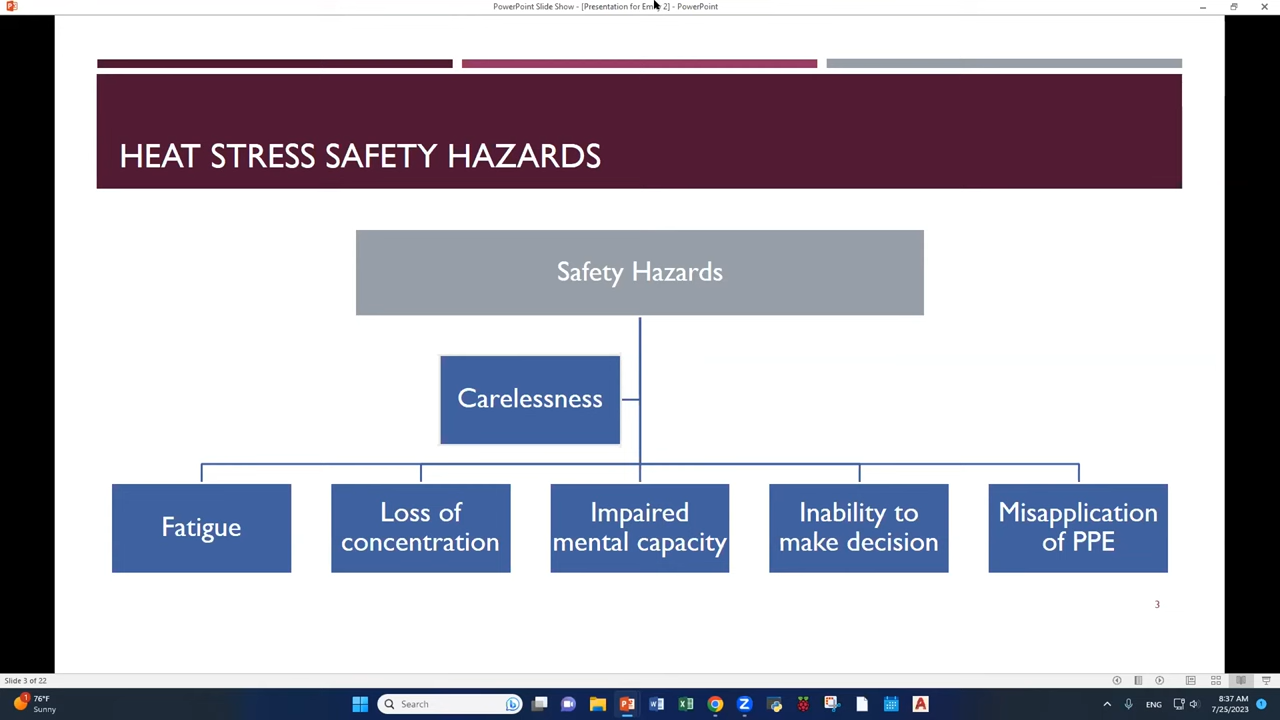 PowerPoint Slide Show - [Presentation for Em 2] - PowerPoint
HEAT STRESS SAFETY HAZARDS
Safety Hazards
Carelessness
Fatigue
Loss of
concentration
Impaired
mental capacity
Inability to
make decision
Misapplication
of PPE
3
Slide 3 of 22
1
76°F
Sunny
Search
ENG
8:37 AM
7/25/2023
1